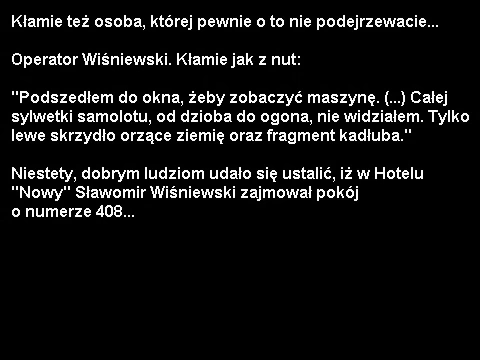 Kłamie też osoba, której pewnie o to nie podejrzewacie...
Operator Wiśniewski. Kłamie jak z nut:
"Podszedłem do okna, żeby zobaczyć maszynę. (...) Całej
sylwetki samolotu, od dzioba do ogona, nie widziałem. Tylko
lewe skrzydło orzące ziemię oraz fragment kadłuba."
Niestety, dobrym ludziom udało się ustalić, iż w Hotelu
"Nowy" Sławomir Wiśniewski zajmował pokój
o numerze 408...